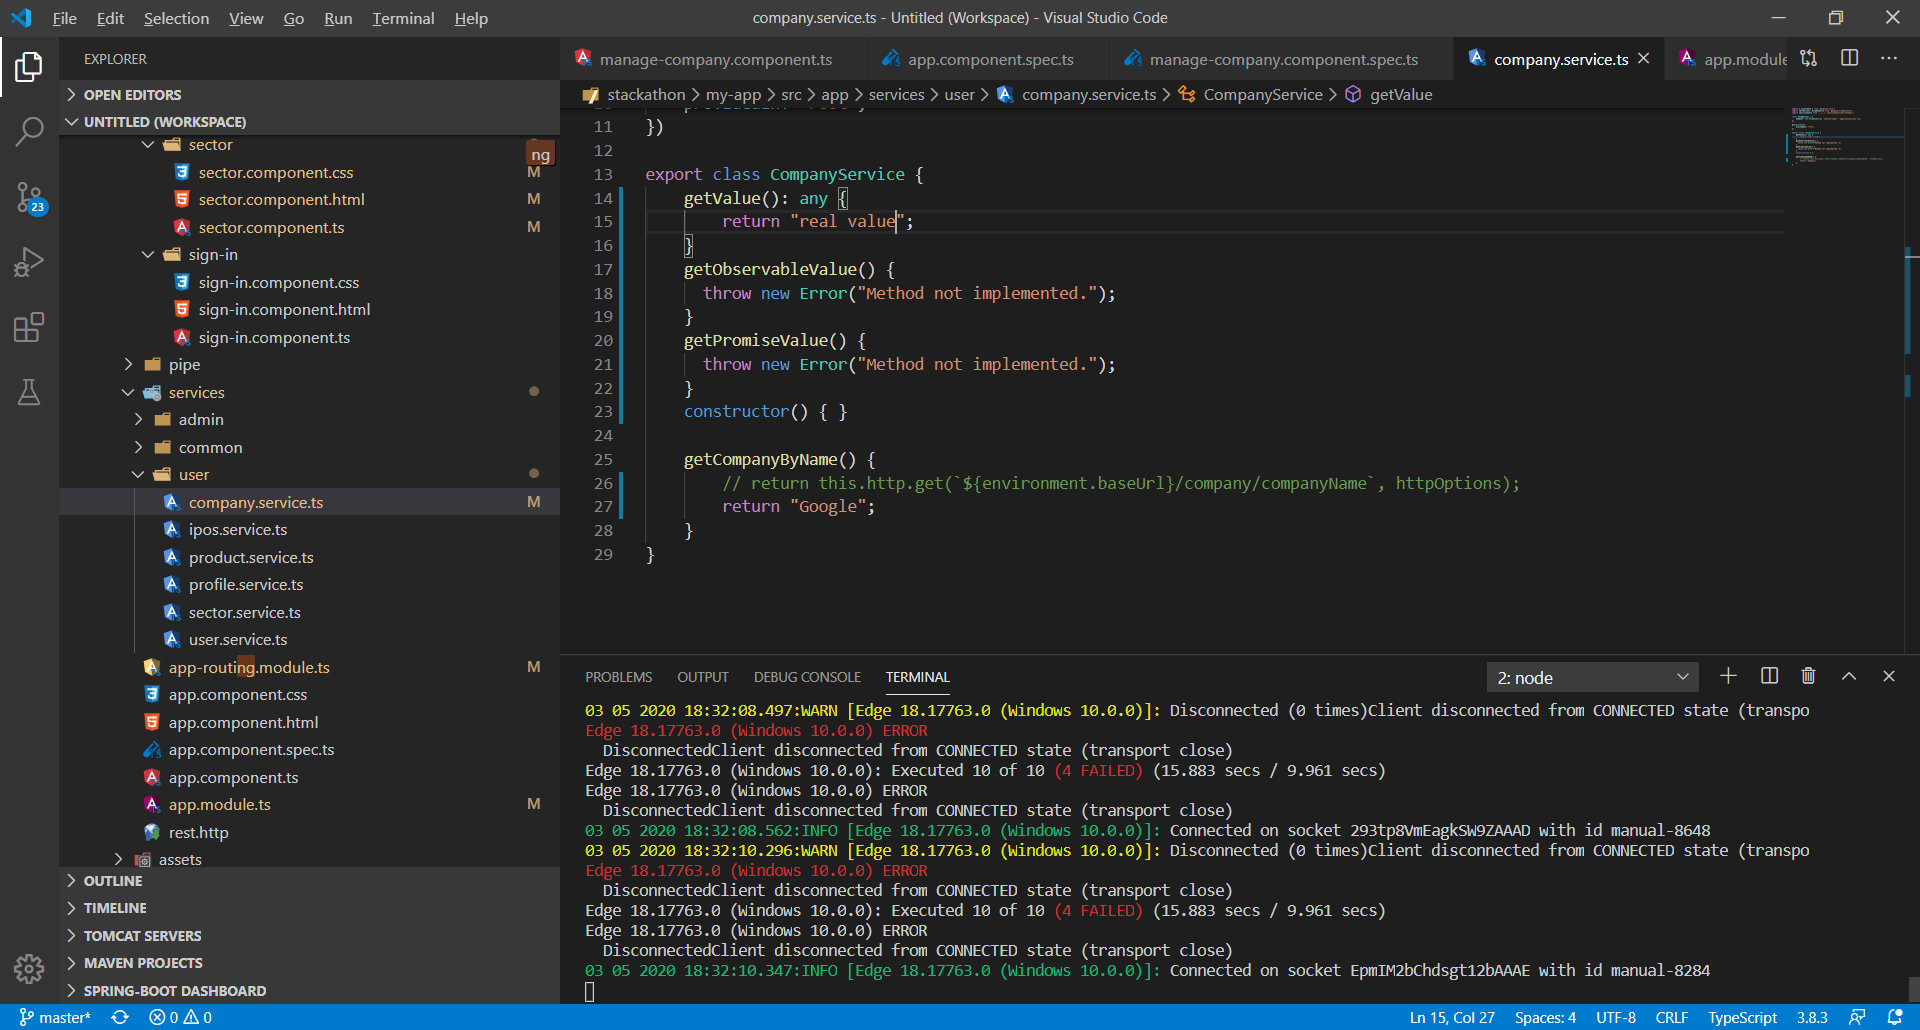 File Edit Selection View Go Run Terminal Help
company.service.ts - Untitled (Workspace) - Visual Studio Code
EXPLORER
OPEN EDITORS
UNTITLED (WORKSPACE)
sector
ng
sector.component.css M
sector.component.html M
sector.component.ts M
sign-in
sign-in.component.css
sign-in.component.html
sign-in.component.ts
pipe
services
admin
common
user
company.service.ts M
ipos.service.ts
product.service.ts
profile.service.ts
sector.service.ts
user.service.ts
app-routing.module.ts M
app.component.css
app.component.html
app.component.spec.ts
app.component.ts
app.module.ts M
rest.http
assets
OUTLINE
TIMELINE
TOMCAT SERVERS
MAVEN PROJECTS
SPRING-BOOT DASHBOARD
23
manage-company.component.ts app.component.spec.ts manage-company.component.spec.ts company.service.ts app.module
stackathon > my-app > src > app > services > user > company.service.ts > CompanyService > getValue
11 })
12
13 export class CompanyService {
14 getValue(): any {
15 return "real value";
16 }
17 getObservableValue() {
18 throw new Error("Method not implemented.");
19 }
20 getPromiseValue() {
21 throw new Error("Method not implemented.");
22 }
23 constructor() { }
24
25 getCompanyByName() {
26 // return this.http.get(`${environment.baseUrl}/company/companyName`, httpOptions);
27 return "Google";
28 }
29 }
PROBLEMS OUTPUT DEBUG CONSOLE TERMINAL 2: node
03 05 2020 18:32:08.497:WARN [Edge 18.17763.0 (Windows 10.0.0)]: Disconnected (0 times)Client disconnected from CONNECTED state (transpo
Edge 18.17763.0 (Windows 10.0.0) ERROR
DisconnectedClient disconnected from CONNECTED state (transport close)
Edge 18.17763.0 (Windows 10.0.0): Executed 10 of 10 (4 FAILED) (15.883 secs / 9.961 secs)
Edge 18.17763.0 (Windows 10.0.0) ERROR
DisconnectedClient disconnected from CONNECTED state (transport close)
03 05 2020 18:32:08.562:INFO [Edge 18.17763.0 (Windows 10.0.0)]: Connected on socket 293tp8VmEagkSW9ZAAAD with id manual-8648
03 05 2020 18:32:10.296:WARN [Edge 18.17763.0 (Windows 10.0.0)]: Disconnected (0 times)Client disconnected from CONNECTED state (transpo
Edge 18.17763.0 (Windows 10.0.0) ERROR
DisconnectedClient disconnected from CONNECTED state (transport close)
Edge 18.17763.0 (Windows 10.0.0): Executed 10 of 10 (4 FAILED) (15.883 secs / 9.961 secs)
Edge 18.17763.0 (Windows 10.0.0) ERROR
DisconnectedClient disconnected from CONNECTED state (transport close)
03 05 2020 18:32:10.347:INFO [Edge 18.17763.0 (Windows 10.0.0)]: Connected on socket EpmIM2bChdsgt12bAAAE with id manual-8284
master* 0 0 Ln 15, Col 27 Spaces: 4 UTF-8 CRLF TypeScript 3.8.3